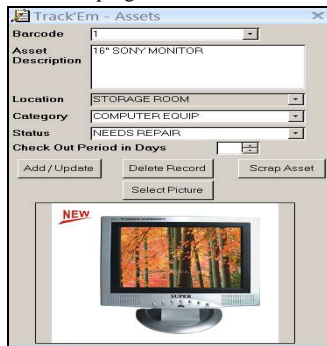 Track'Em - Assets
Barcode 1
Asset Description 16" SONY MONITOR
Location STORAGE ROOM
Category COMPUTER EQUIP
Status NEEDS REPAIR
Check Out Period in Days
Add / Update Delete Record Scrap Asset
Select Picture
NEW
SUPER